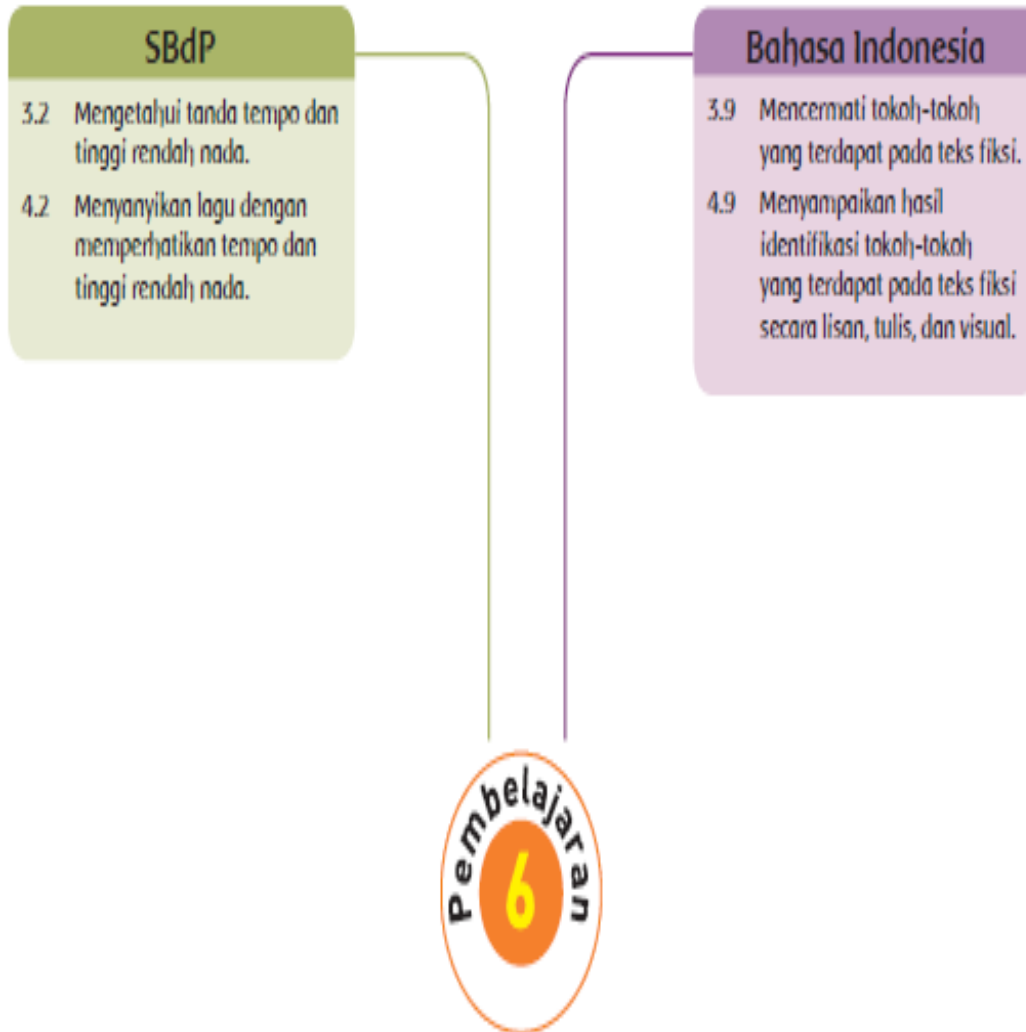 SBdP
3.2 Mengetahui tanda tempo dan
tinggi rendah nada.
4.2 Menyanyikan lagu dengan
memperhatikan tempo dan
tinggi rendah nada.
Bahasa Indonesia
3.9 Mencermati tokoh-tokoh
yang terdapat pada teks fiksi.
4.9 Menyampaikan hasil
identifikasi tokoh-tokoh
yang terdapat pada teks fiksi
secara lisan, tulis, dan visual.
Pembelajaran
6